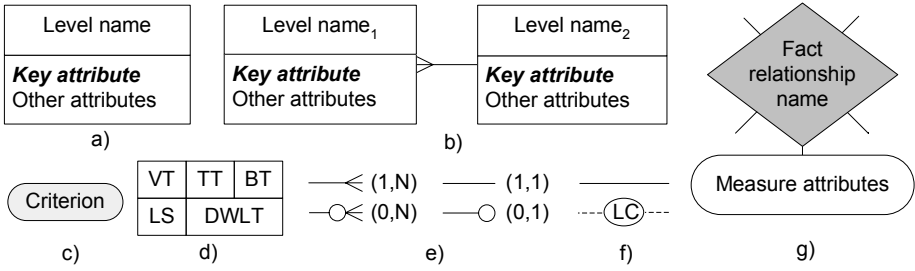 Level name
Key attribute
Other attributes
a)
Level name₁
Key attribute
Other attributes
Level name₂
Key attribute
Other attributes
b)
Criterion
c)
VT TT BT
LS DWLT
d)
(1,N) (1,1)
(0,N) (0,1)
e)
LC
f)
Fact
relationship
name
Measure attributes
g)